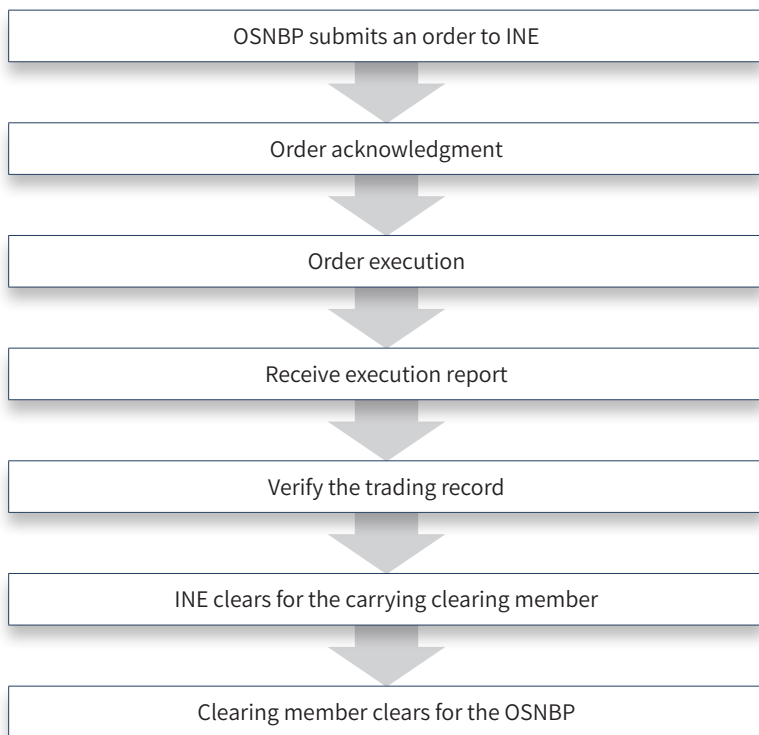 OSNBP submits an order to INE
Order acknowledgment
Order execution
Receive execution report
Verify the trading record
INE clears for the carrying clearing member
Clearing member clears for the OSNBP